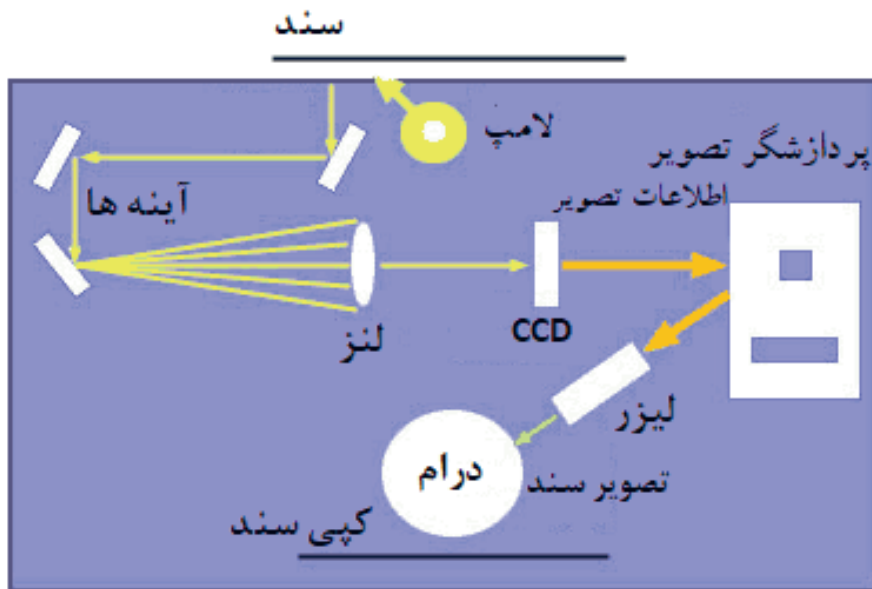 سند
لامپ
پردازشگر تصویر
اطلاعات تصویر
آینه ها
لنز
CCD
لیزر
درام
تصویر سند
کپی سند